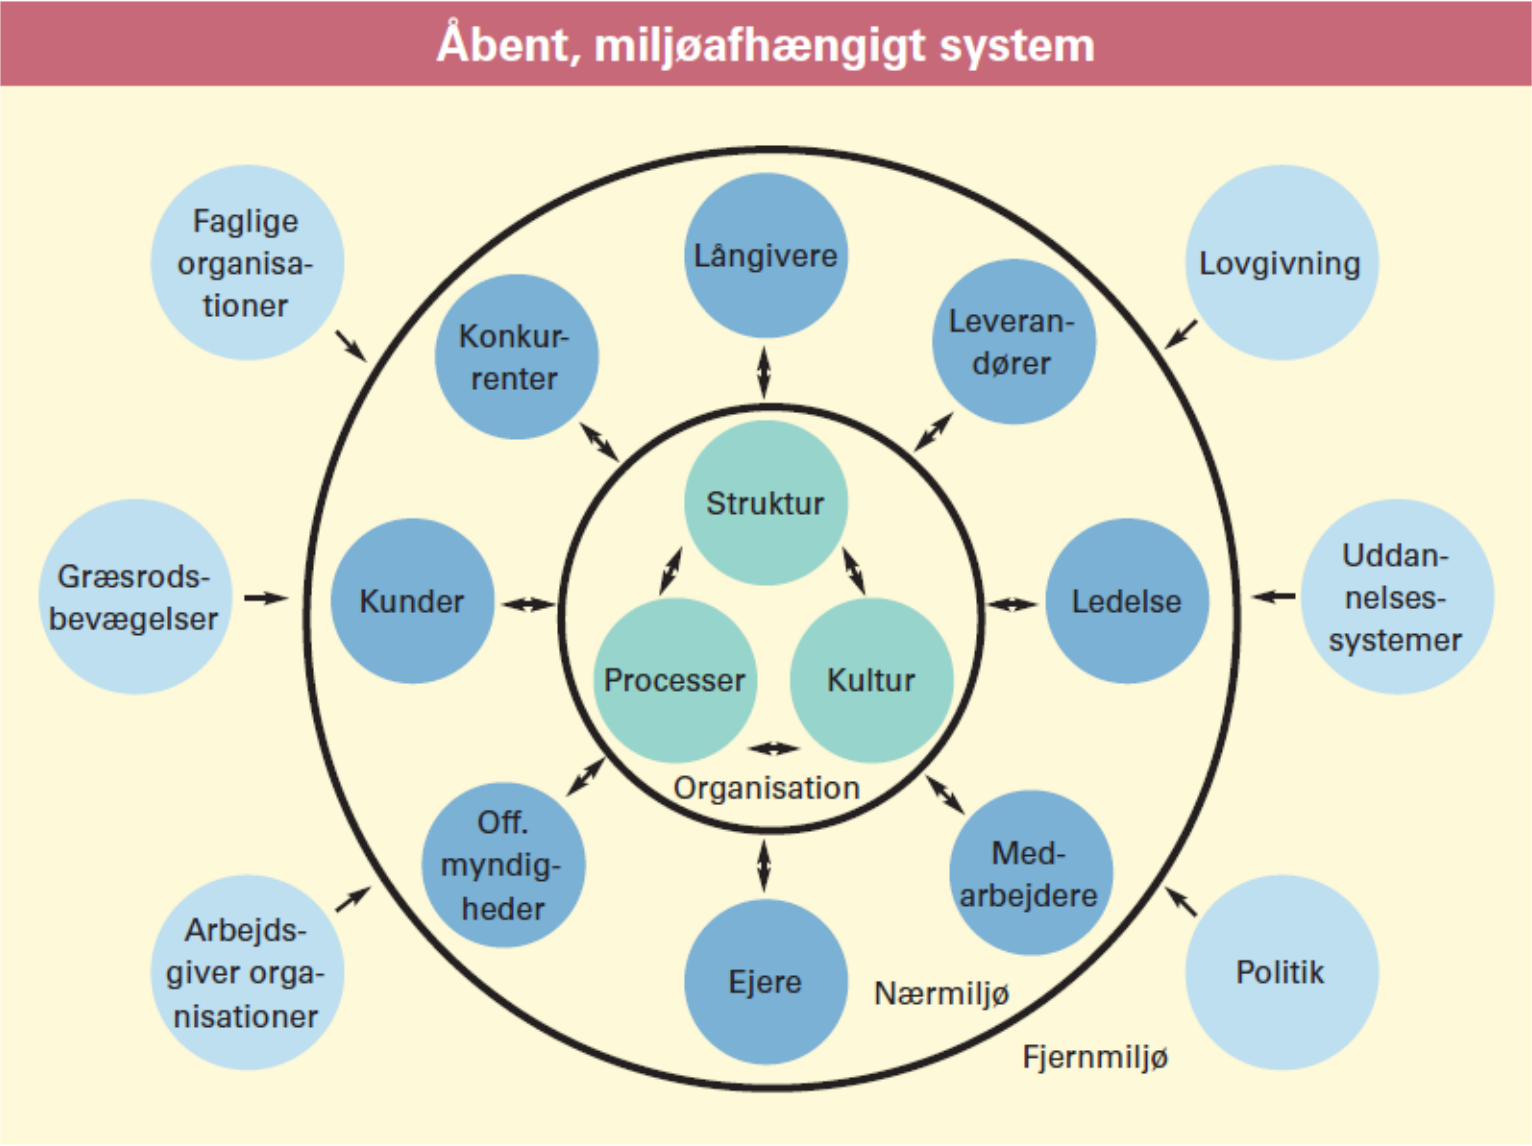 Åbent, miljøafhængigt system
Faglige
organisa-
tioner
Långivere
Lovgivning
Konkur-
renter
Leveran-
dører
Struktur
Græsrods-
bevægelser
Kunder
Ledelse
Uddan-
nelses-
systemer
Processer
Kultur
Organisation
Off.
myndig-
heder
Med-
arbejdere
Arbejds-
giver orga-
nisationer
Ejere
Nærmiljø
Politik
Fjernmiljø